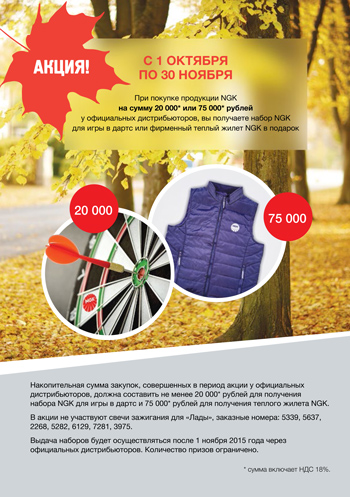 АКЦИЯ!
С 1 ОКТЯБРЯ
ПО 30 НОЯБРЯ
При покупке продукции NGK
на сумму 20 000* или 75 000* рублей
у официальных дистрибьюторов, вы получаете набор NGK
для игры в дартс или фирменный теплый жилет NGK в подарок
20 000
75 000
NGK
Накопительная сумма закупок, совершенных в период акции у официальных
дистрибьюторов, должна составить не менее 20 000* рублей для получения
набора NGK для игры в дартс и 75 000* рублей для получения теплого жилета NGK.
В акции не участвуют свечи зажигания для «Лады», заказные номера: 5339, 5637,
2268, 5282, 6129, 7281, 3975.
Выдача наборов будет осуществляться после 1 ноября 2015 года через
официальных дистрибьюторов. Количество призов ограничено.
* сумма включает НДС 18%.